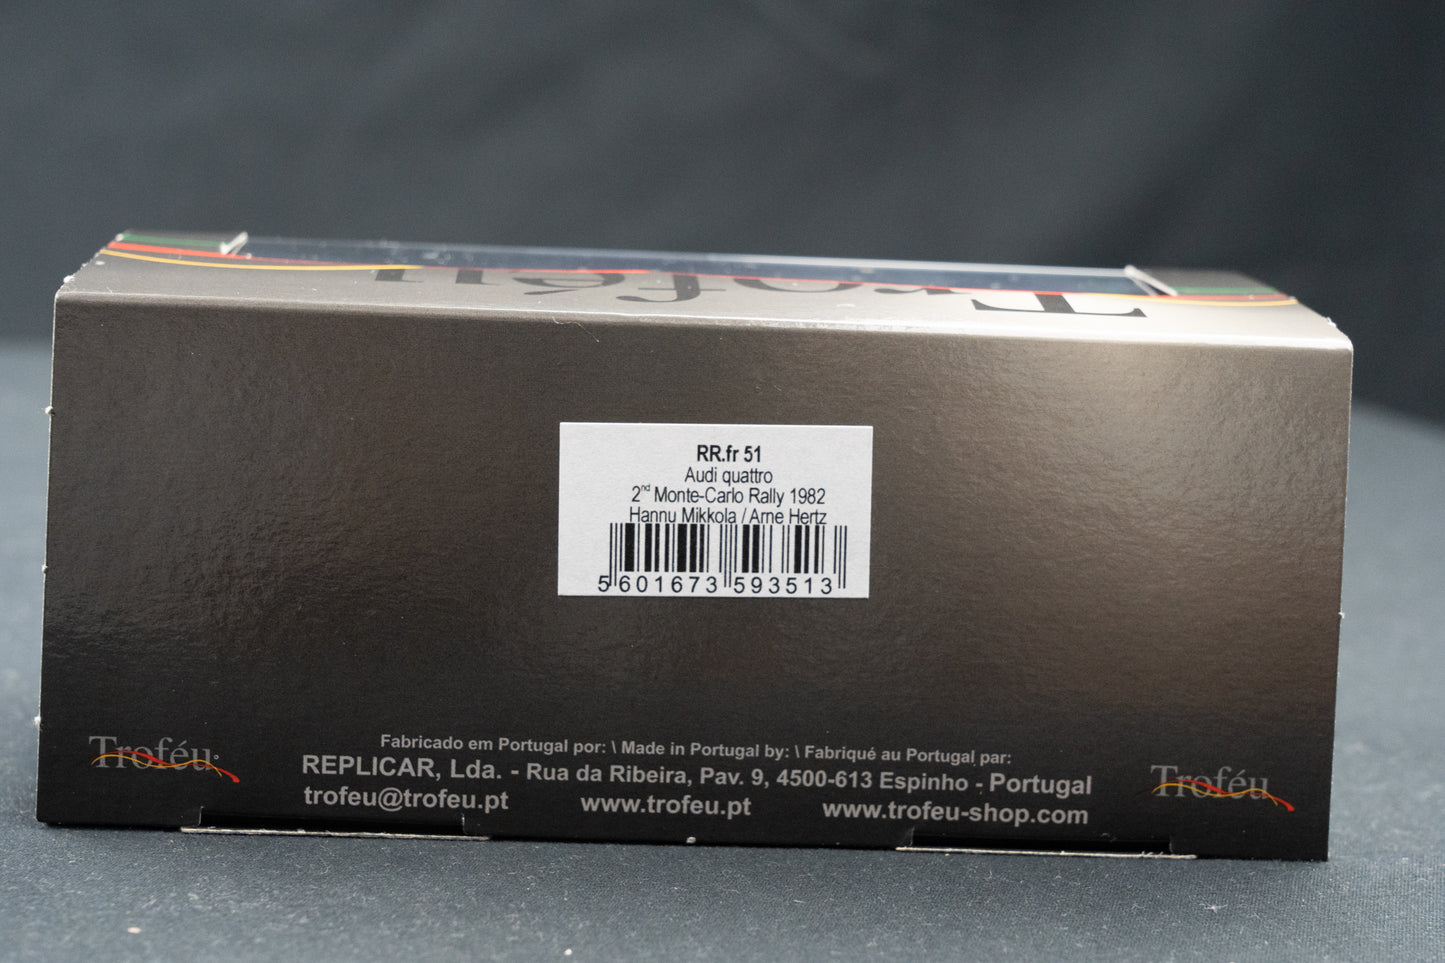 Troféu
RR.fr 51
Audi quattro
2nd Monte-Carlo Rally 1982
Hannu Mikkola / Arne Hertz
5 601673 593513
Troféu
Fabricado em Portugal por: \ Made in Portugal by: \ Fabriqué au Portugal par:
REPLICAR, Lda. - Rua da Ribeira, Pav. 9, 4500-613 Espinho - Portugal
trofeu@trofeu.pt www.trofeu.pt www.trofeu-shop.com
Troféu